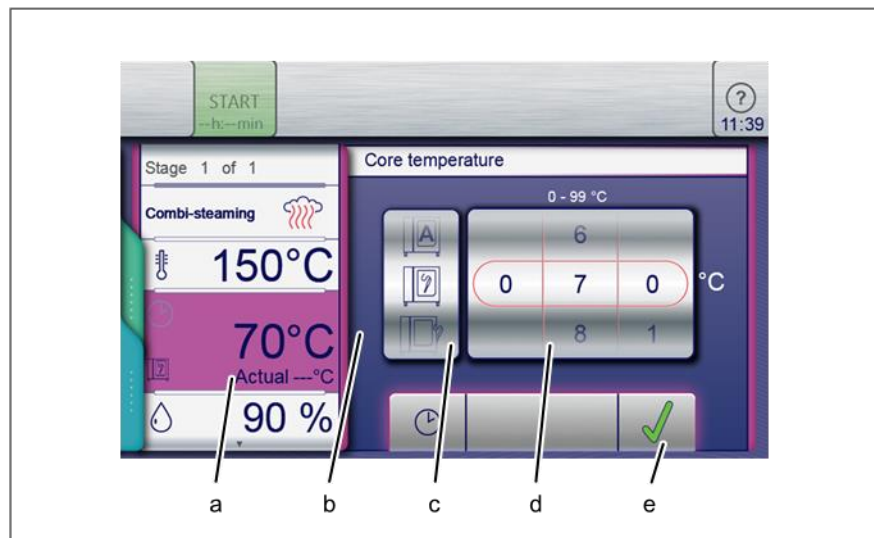 START
--h:--min
?
11:39
Stage 1 of 1
Core temperature
Combi-steaming
0 - 99 °C
150°C
A
6
0 7 0 °C
8 1
70°C
Actual ---°C
90 %
a b c d e